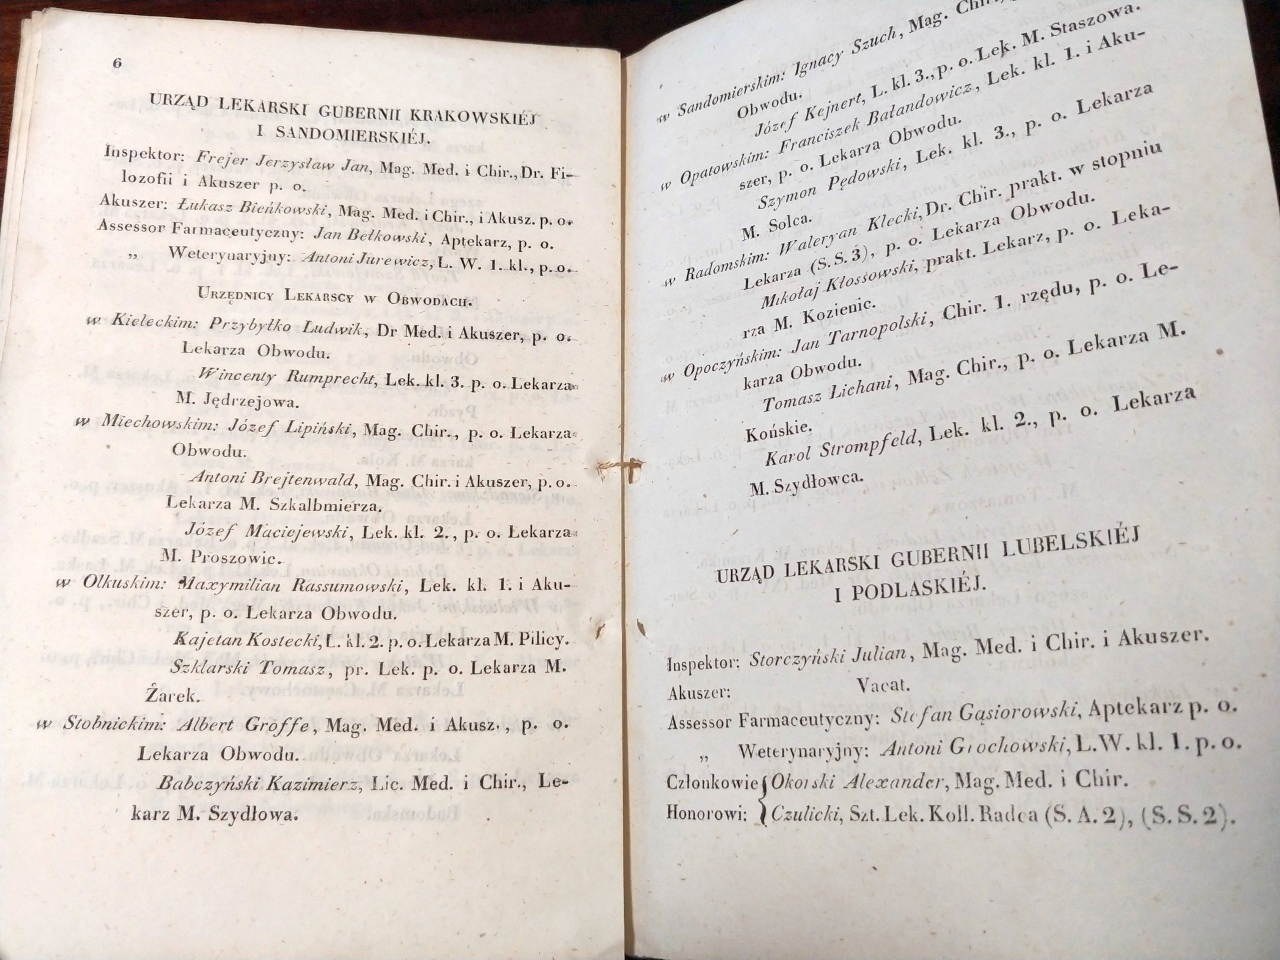 6
URZĄD LEKARSKI GUBERNII KRAKOWSKIÉJ
I SANDOMIERSKIÉJ.
Inspektor: Frejer Jerzysław Jan, Mag. Med. i Chir., Dr. Fi-
lozofii i Akuszer p. o.
Akuszer: Łukasz Bieńkowski, Mag. Med. i Chir., i Akusz. p. o.
Assessor Farmaceutyczny: Jan Bełkowski, Aptekarz, p. o.
„ Weterynaryjny: Antoni Jurewicz, L. W. 1. kl., p. o.
URZĘDNICY LEKARSCY W OBWODACH.
w Kieleckim: Przybyłko Ludwik, Dr Med. i Akuszer, p. o.
Lekarza Obwodu.
Wincenty Rumprecht, Lek. kl. 3. p. o. Lekarza
M. Jędrzejowa.
w Miechowskim: Józef Lipiński, Mag. Chir., p. o. Lekarza
Obwodu.
Antoni Brejtenwald, Mag. Chir. i Akuszer, p. o.
Lekarza M. Szkalbmierza.
Józef Maciejewski, Lek. kl. 2., p. o. Lekarza
M. Proszowic.
w Olkuskim: Maxymilian Rassumowski, Lek. kl. 1. i Aku-
szer, p. o. Lekarza Obwodu.
Kajetan Kostecki, L. kl. 2. p. o. Lekarza M. Pilicy.
Szklarski Tomasz, pr. Lek. p. o. Lekarza M.
Żarek.
w Stobnickim: Albert Groffe, Mag. Med. i Akusz., p. o.
Lekarza Obwodu.
Babczyński Kazimierz, Lic. Med. i Chir., Le-
karz M. Szydłowa.
w Sandomierskim: Ignacy Szuch, Mag. Chir.,
Obwodu.
Józef Kejnert, L. kl. 3., p. o. Lek. M. Staszowa.
w Opatowskim: Franciszek Bałandowicz, Lek. kl. 1. i Aku-
szer, p. o. Lekarza Obwodu.
Szymon Pędowski, Lek. kl. 3., p. o. Lekarza
M. Solca.
w Radomskim: Waleryan Klecki, Dr. Chir. prakt. w stopniu
Lekarza (S. S. 3), p. o. Lekarza Obwodu.
Mikołaj Kłossowski, prakt. Lekarz, p. o. Leka-
rza M. Kozienic.
w Opoczyńskim: Jan Tarnopolski, Chir. 1. rzędu, p. o. Le-
karza Obwodu.
Tomasz Lichani, Mag. Chir., p. o. Lekarza M.
Końskie.
Karol Strompfeld, Lek. kl. 2., p. o. Lekarza
M. Szydłowca.
URZĄD LEKARSKI GUBERNII LUBELSKIÉJ
I PODLASKIÉJ.
Inspektor: Storczyński Julian, Mag. Med. i Chir. i Akuszer.
Akuszer: Vacat.
Assessor Farmaceutyczny: Stefan Gąsiorowski, Aptekarz p. o.
„ Weterynaryjny: Antoni Grochowski, L. W. kl. 1. p. o.
Członkowie Okorski Alexander, Mag. Med. i Chir.
Honorowi: Czulicki, Szt. Lek. Koll. Radca (S. A. 2), (S. S. 2).